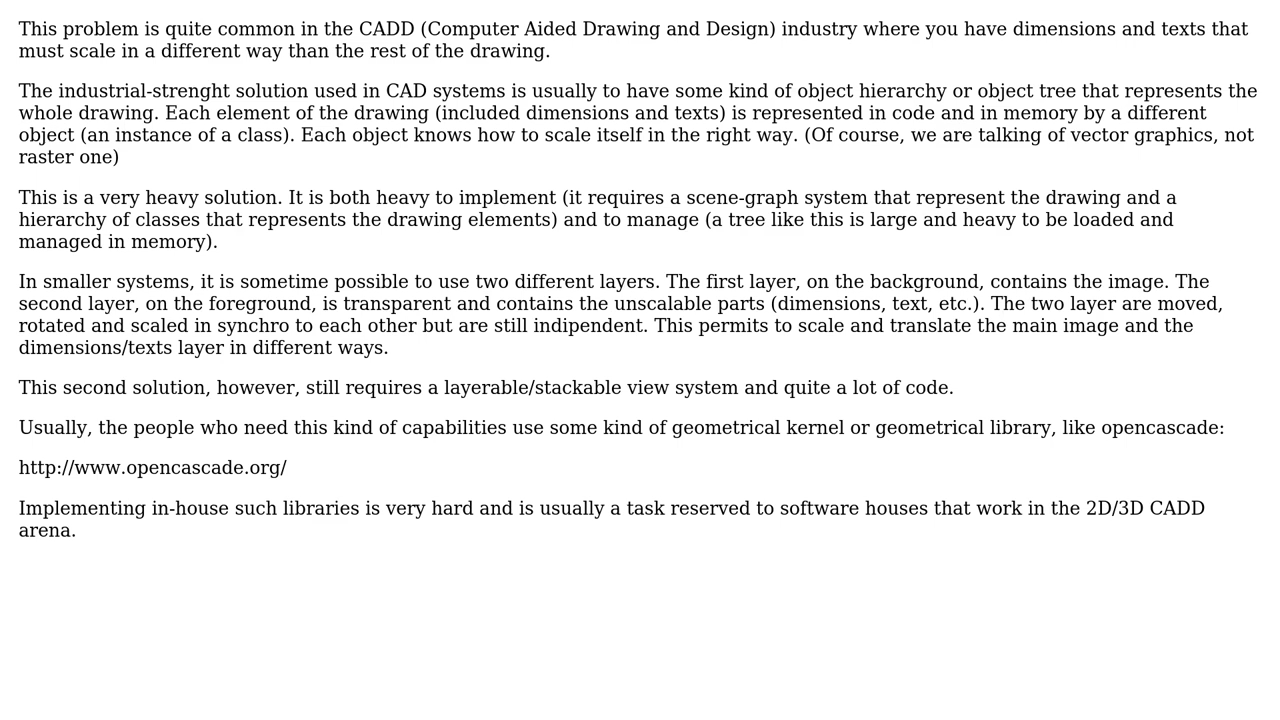 This problem is quite common in the CADD (Computer Aided Drawing and Design) industry where you have dimensions and texts that
must scale in a different way than the rest of the drawing.
The industrial-strenght solution used in CAD systems is usually to have some kind of object hierarchy or object tree that represents the
whole drawing. Each element of the drawing (included dimensions and texts) is represented in code and in memory by a different
object (an instance of a class). Each object knows how to scale itself in the right way. (Of course, we are talking of vector graphics, not
raster one)
This is a very heavy solution. It is both heavy to implement (it requires a scene-graph system that represent the drawing and a
hierarchy of classes that represents the drawing elements) and to manage (a tree like this is large and heavy to be loaded and
managed in memory).
In smaller systems, it is sometime possible to use two different layers. The first layer, on the background, contains the image. The
second layer, on the foreground, is transparent and contains the unscalable parts (dimensions, text, etc.). The two layer are moved,
rotated and scaled in synchro to each other but are still indipendent. This permits to scale and translate the main image and the
dimensions/texts layer in different ways.
This second solution, however, still requires a layerable/stackable view system and quite a lot of code.
Usually, the people who need this kind of capabilities use some kind of geometrical kernel or geometrical library, like opencascade:
http://www.opencascade.org/
Implementing in-house such libraries is very hard and is usually a task reserved to software houses that work in the 2D/3D CADD
arena.